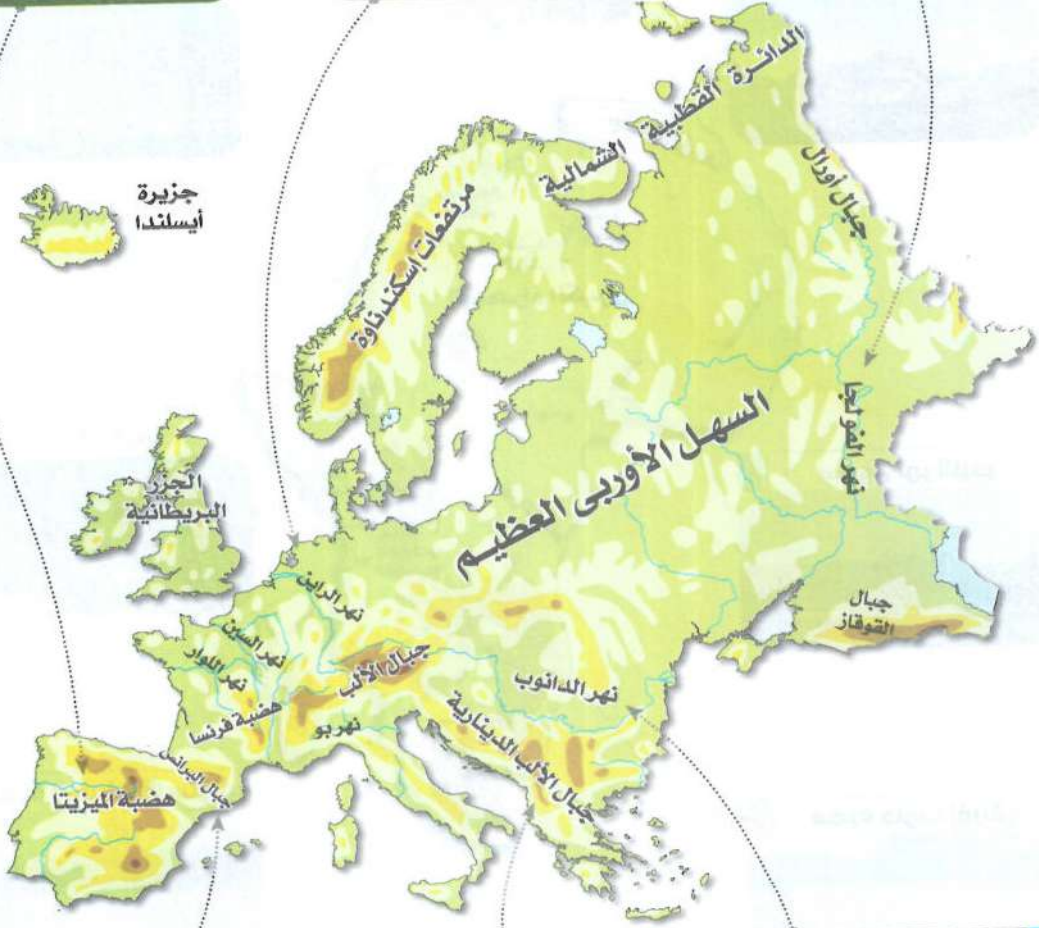 الدائرة القطبية الشمالية
جبال أورال
جزيرة
أيسلندا
مرتفعات إسكندناوة
نهر الفولجا
السهل الأوربى العظيم
الجزر
البريطانية
نهر الراين
جبال
القوقاز
نهر السين
نهر اللوار
جبال الألب
نهر الدانوب
هضبة فرنسا
نهر بو
جبال الألب الدينارية
جبال البرانس
هضبة الميزيتا